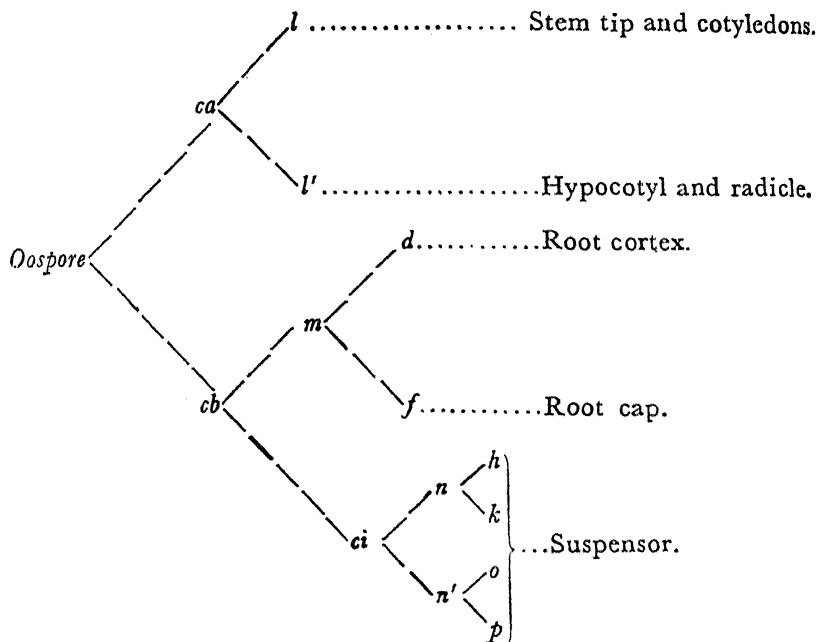 l ................... Stem tip and cotyledons.
ca
l' ....................Hypocotyl and radicle.
d............Root cortex.
Oospore
m
cb
f............Root cap.
h
n
k
ci
...Suspensor.
o
n'
p